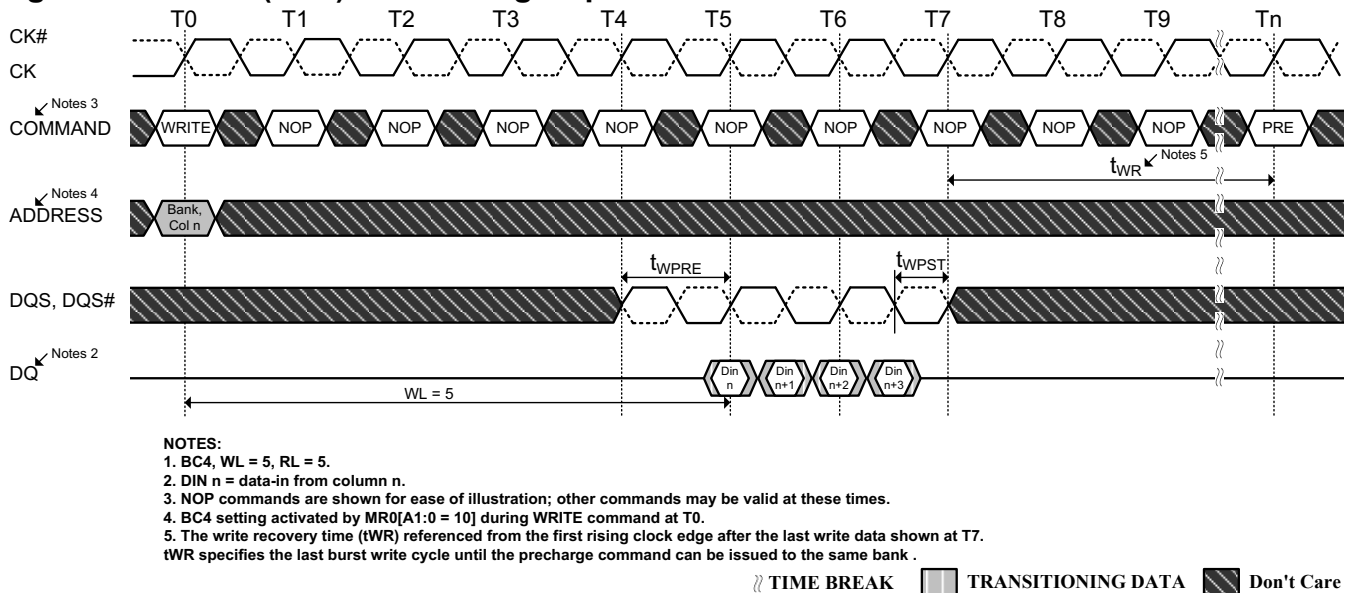 T0 T1 T2 T3 T4 T5 T6 T7 T8 T9 Tn
CK#
CK
Notes 3
COMMAND
WRITE NOP NOP NOP NOP NOP NOP NOP NOP NOP PRE
tWR Notes 5
Notes 4
ADDRESS
Bank,
Col n
tWPRE tWPST
DQS, DQS#
Notes 2
DQ
Din n Din n+1 Din n+2 Din n+3
WL = 5
NOTES:
1. BC4, WL = 5, RL = 5.
2. DIN n = data-in from column n.
3. NOP commands are shown for ease of illustration; other commands may be valid at these times.
4. BC4 setting activated by MR0[A1:0 = 10] during WRITE command at T0.
5. The write recovery time (tWR) referenced from the first rising clock edge after the last write data shown at T7.
tWR specifies the last burst write cycle until the precharge command can be issued to the same bank .
TIME BREAK TRANSITIONING DATA Don't Care